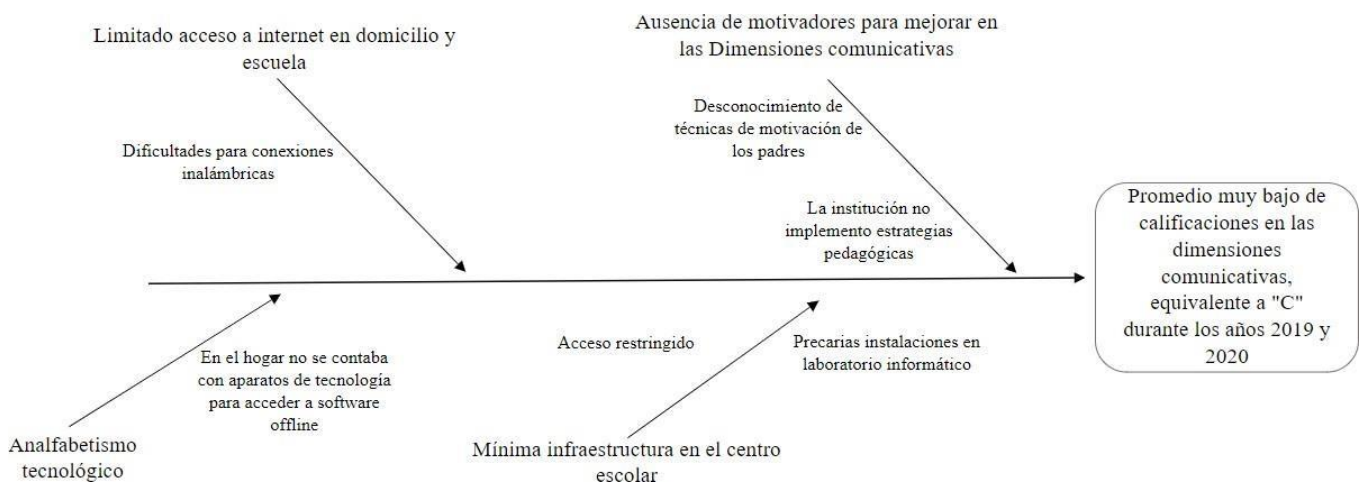 Limitado acceso a internet en domicilio y
escuela
Ausencia de motivadores para mejorar en
las Dimensiones comunicativas
Dificultades para conexiones
inalámbricas
Desconocimiento de
técnicas de motivación de
los padres
La institución no
implemento estrategias
pedagógicas
Promedio muy bajo de
calificaciones en las
dimensiones
comunicativas,
equivalente a "C"
durante los años 2019 y
2020
En el hogar no se contaba
con aparatos de tecnología
para acceder a software
offline
Acceso restringido
Precarias instalaciones en
laboratorio informático
Analfabetismo
tecnológico
Mínima infraestructura en el centro
escolar